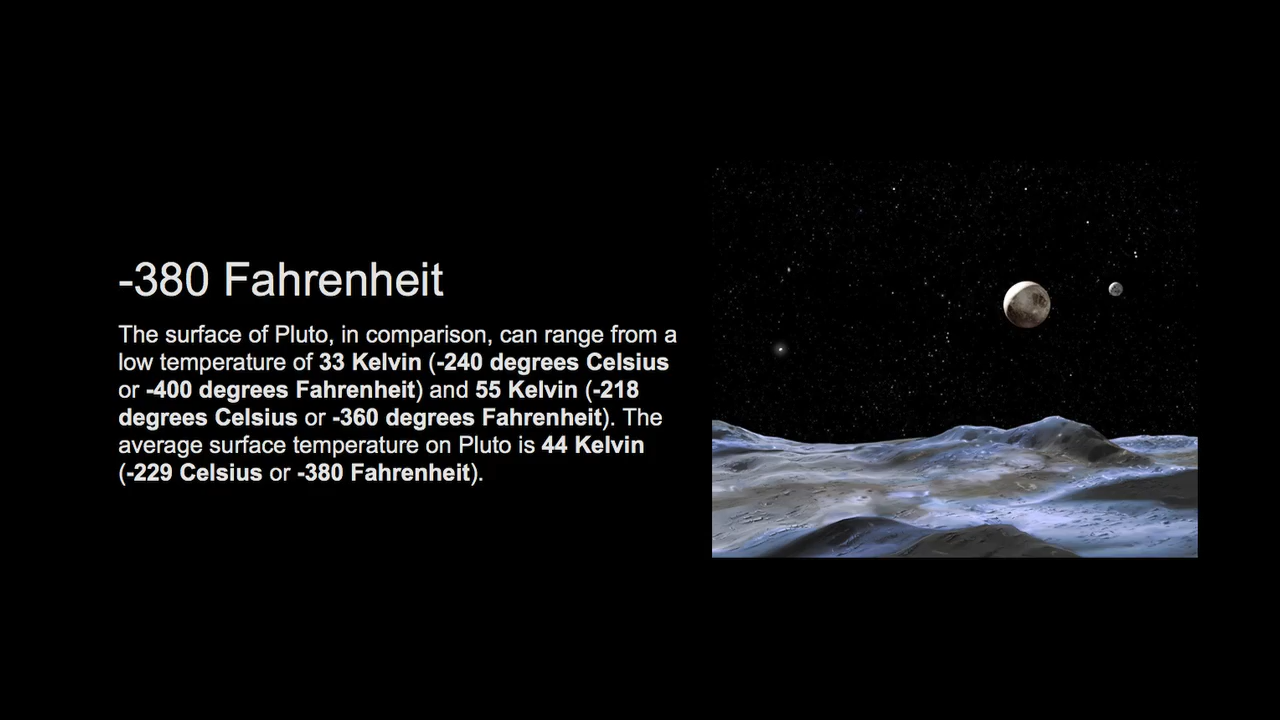 -380 Fahrenheit
The surface of Pluto, in comparison, can range from a
low temperature of 33 Kelvin (-240 degrees Celsius
or -400 degrees Fahrenheit) and 55 Kelvin (-218
degrees Celsius or -360 degrees Fahrenheit). The
average surface temperature on Pluto is 44 Kelvin
(-229 Celsius or -380 Fahrenheit).